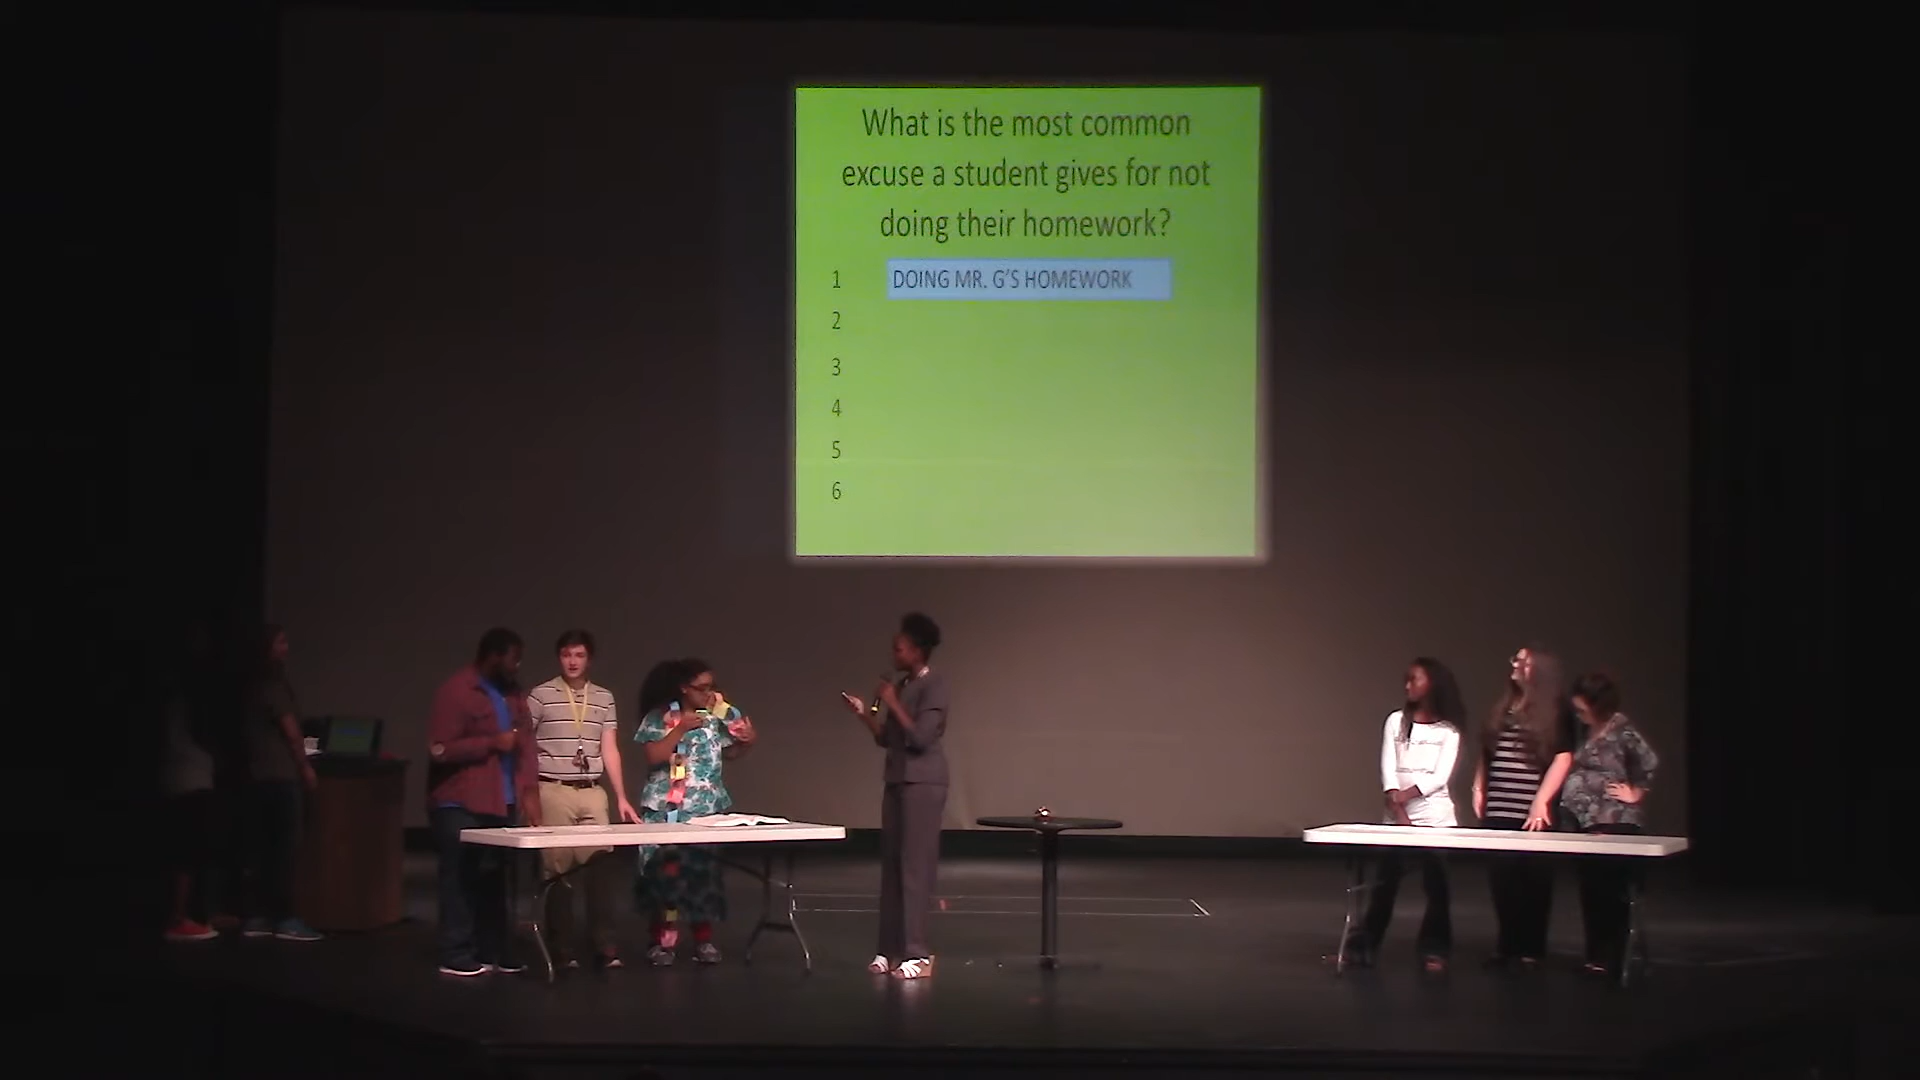 What is the most common
excuse a student gives for not
doing their homework?
1 DOING MR. G'S HOMEWORK
2
3
4
5
6